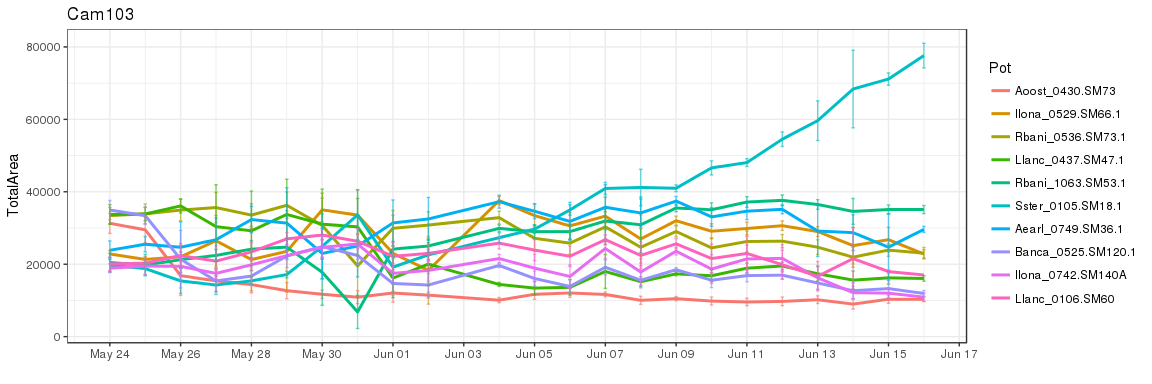 Cam103
TotalArea
80000
60000
40000
20000
0
May 24 May 26 May 28 May 30 Jun 01 Jun 03 Jun 05 Jun 07 Jun 09 Jun 11 Jun 13 Jun 15 Jun 17
Pot
Aoost_0430.SM73
Ilona_0529.SM66.1
Rbani_0536.SM73.1
Llanc_0437.SM47.1
Rbani_1063.SM53.1
Sster_0105.SM18.1
Aearl_0749.SM36.1
Banca_0525.SM120.1
Ilona_0742.SM140A
Llanc_0106.SM60